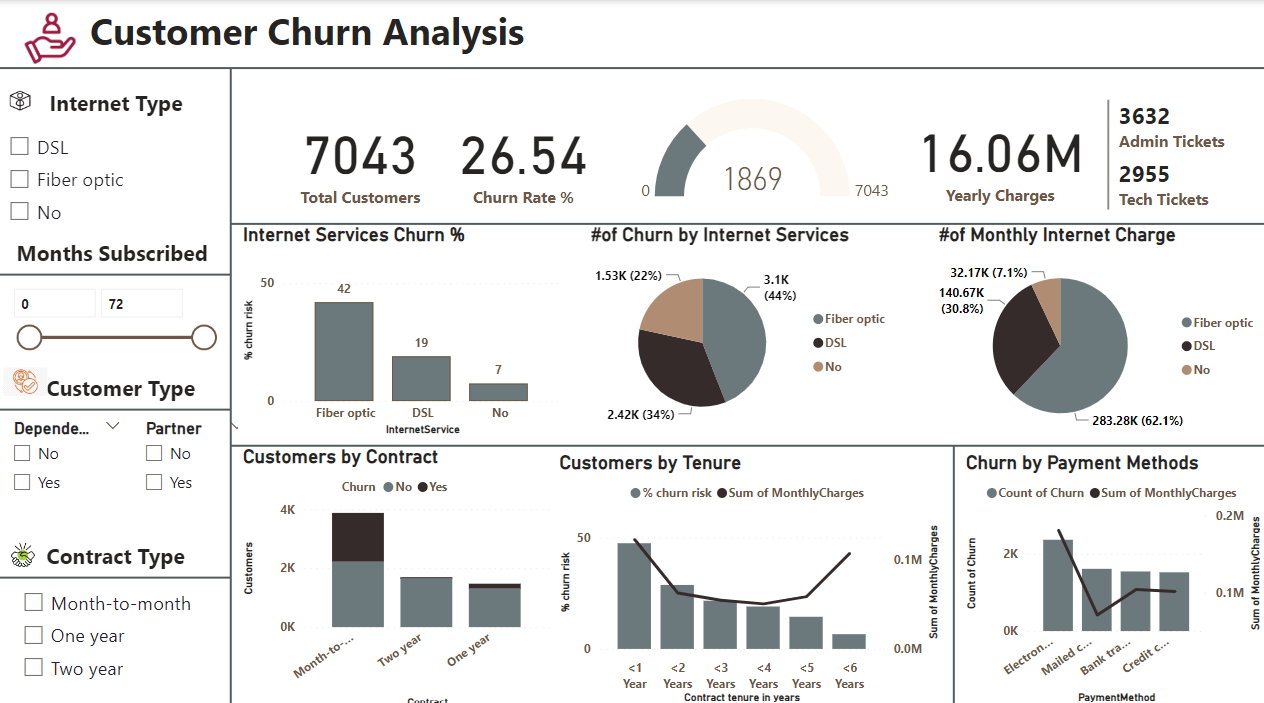 Customer Churn Analysis
Internet Type
DSL
Fiber optic
No
Months Subscribed
0
72
Customer Type
Depende...
Partner
No
No
Yes
Yes
Contract Type
Month-to-month
One year
Two year
7043
Total Customers
26.54
Churn Rate %
0
1869
7043
16.06M
Yearly Charges
3632
Admin Tickets
2955
Tech Tickets
Internet Services Churn %
% churn risk
50
0
42
19
7
Fiber optic
DSL
No
InternetService
#of Churn by Internet Services
1.53K (22%)
3.1K
(44%)
2.42K (34%)
Fiber optic
DSL
No
#of Monthly Internet Charge
32.17K (7.1%)
140.67K
(30.8%)
283.28K (62.1%)
Fiber optic
DSL
No
Customers by Contract
Churn No Yes
Customers
4K
2K
0K
Month-to-...
Two year
One year
Contract
Customers by Tenure
% churn risk Sum of MonthlyCharges
% churn risk
50
0
0.1M
0.0M
Sum of MonthlyCharges
<1 <2 <3 <4 <5 <6
Year Years Years Years Years Years
Contract tenure in years
Churn by Payment Methods
Count of Churn Sum of MonthlyCharges
Count of Churn
2K
0K
0.2M
0.1M
Sum of MonthlyCharges
Electron...
Mailed c...
Bank tra...
Credit c...
PaymentMethod